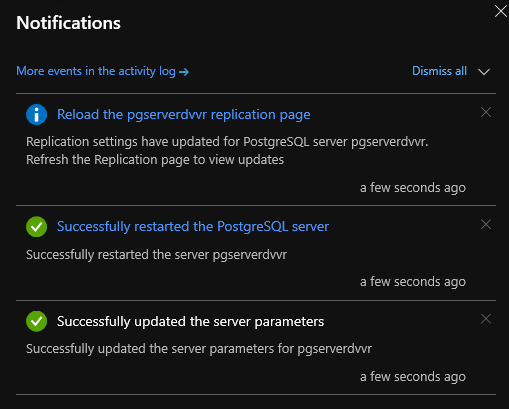 Notifications
More events in the activity log →
Dismiss all
Reload the pgserverdvvr replication page
Replication settings have updated for PostgreSQL server pgserverdvvr.
Refresh the Replication page to view updates
a few seconds ago
Successfully restarted the PostgreSQL server
Successfully restarted the server pgserverdvvr
a few seconds ago
Successfully updated the server parameters
Successfully updated the server parameters for pgserverdvvr
a few seconds ago